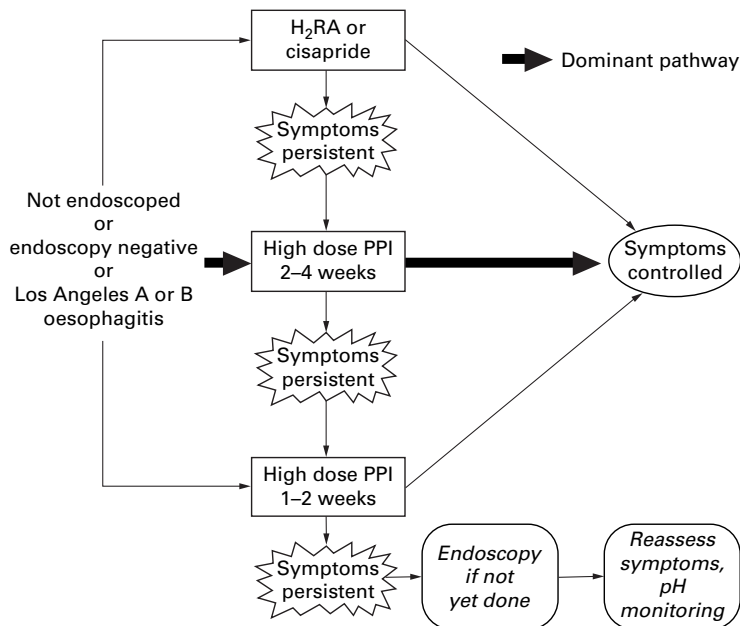 H₂RA or
cisapride
Dominant pathway
Symptoms
persistent
Not endoscoped
or
endoscopy negative
or
Los Angeles A or B
oesophagitis
High dose PPI
2–4 weeks
Symptoms
controlled
Symptoms
persistent
High dose PPI
1–2 weeks
Symptoms
persistent
Endoscopy
if not
yet done
Reassess
symptoms,
pH
monitoring